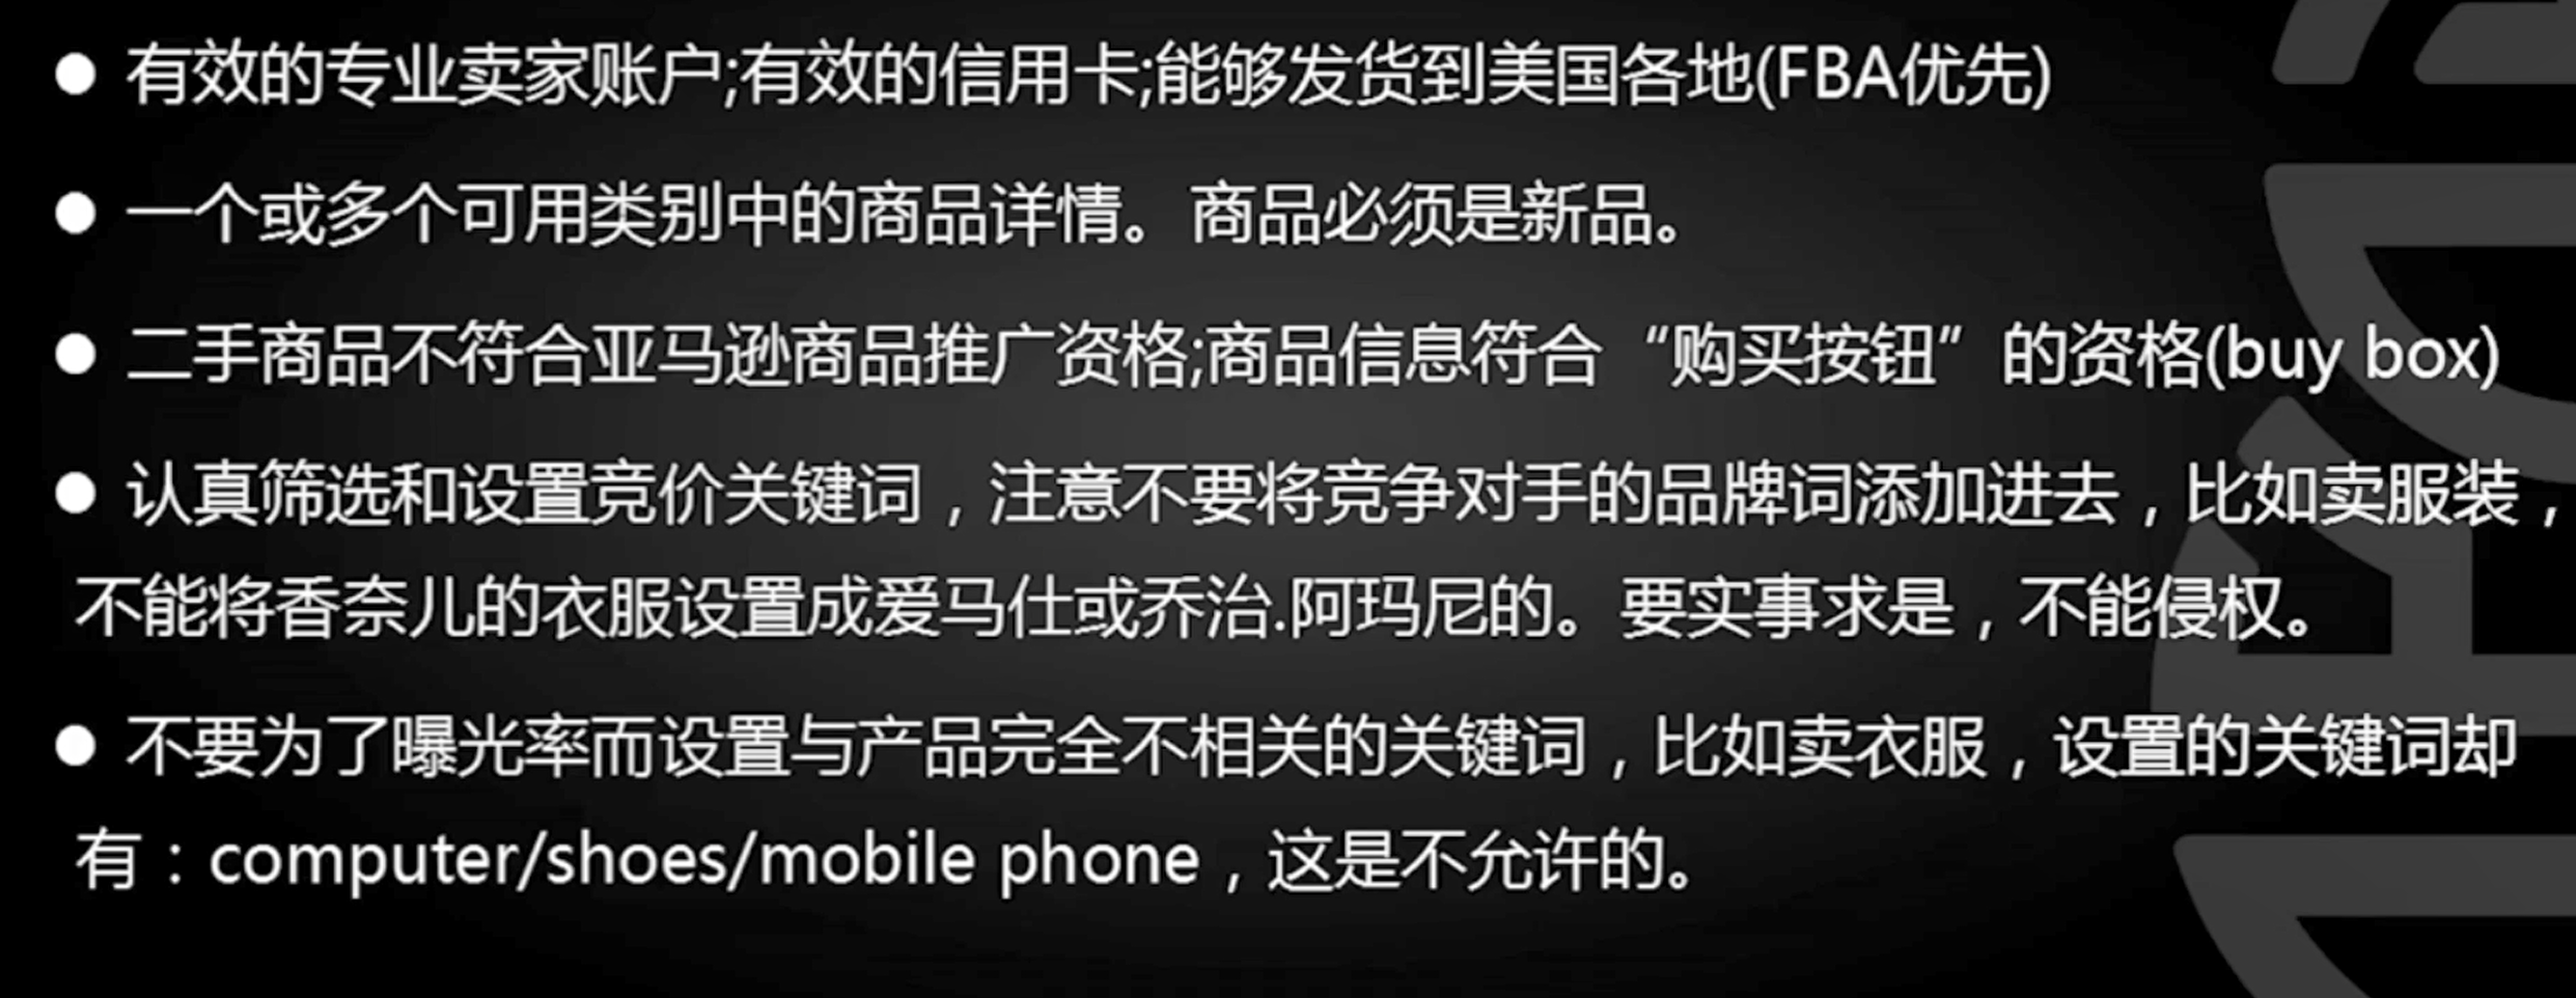 ● 有效的专业卖家账户;有效的信用卡;能够发货到美国各地(FBA优先)
● 一个或多个可用类别中的商品详情。商品必须是新品。
● 二手商品不符合亚马逊商品推广资格;商品信息符合“购买按钮”的资格(buy box)
● 认真筛选和设置竞价关键词，注意不要将竞争对手的品牌词添加进去，比如卖服装，
不能将香奈儿的衣服设置成爱马仕或乔治.阿玛尼的。要实事求是，不能侵权。
● 不要为了曝光率而设置与产品完全不相关的关键词，比如卖衣服，设置的关键词却
有：computer/shoes/mobile phone，这是不允许的。